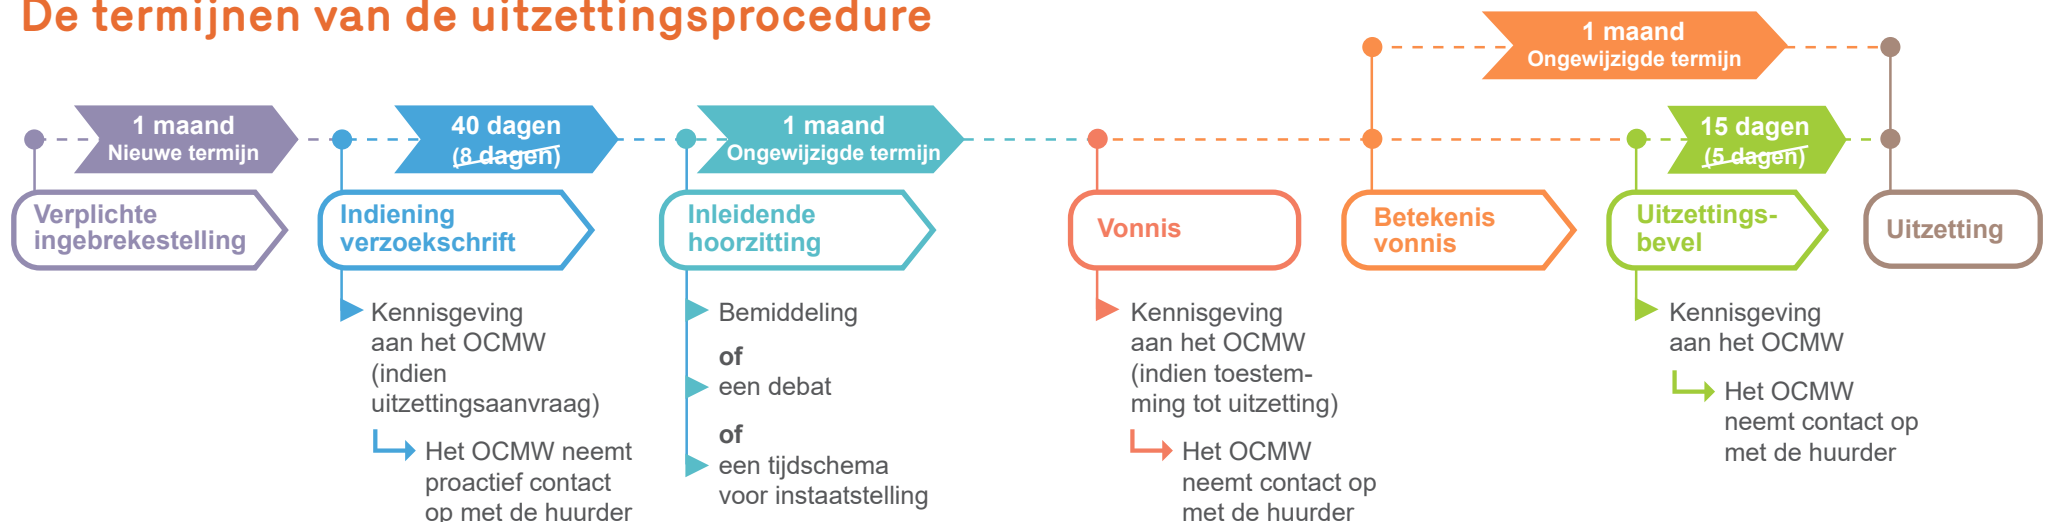 De termijnen van de uitzettingsprocedure
1 maand
Ongewijzigde termijn
1 maand
Nieuwe termijn
40 dagen
(8 dagen)
1 maand
Ongewijzigde termijn
15 dagen
(5 dagen)
Verplichte
ingebrekestelling
Indiening
verzoekschrift
Inleidende
hoorzitting
Vonnis
Betekenis
vonnis
Uitzettings-
bevel
Uitzetting
Kennisgeving
aan het OCMW
(indien
uitzettingsaanvraag)
Het OCMW neemt
proactief contact
op met de huurder
Bemiddeling
of
een debat
of
een tijdschema
voor instaatstelling
Kennisgeving
aan het OCMW
(indien toestem-
ming tot uitzetting)
Het OCMW
neemt contact op
met de huurder
Kennisgeving
aan het OCMW
Het OCMW
neemt contact op
met de huurder